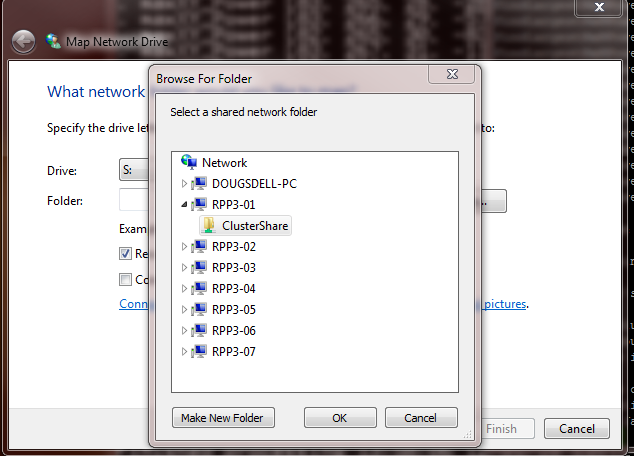 Map Network Drive
Browse For Folder
What network
Select a shared network folder
Specify the drive let
to:
Drive:
S:
Folder:
Network
DOUGSDELL-PC
RPP3-01
ClusterShare
RPP3-02
RPP3-03
RPP3-04
RPP3-05
RPP3-06
RPP3-07
Exam
Re
Co
Conn
pictures.
Make New Folder
OK
Cancel
Finish
Cancel